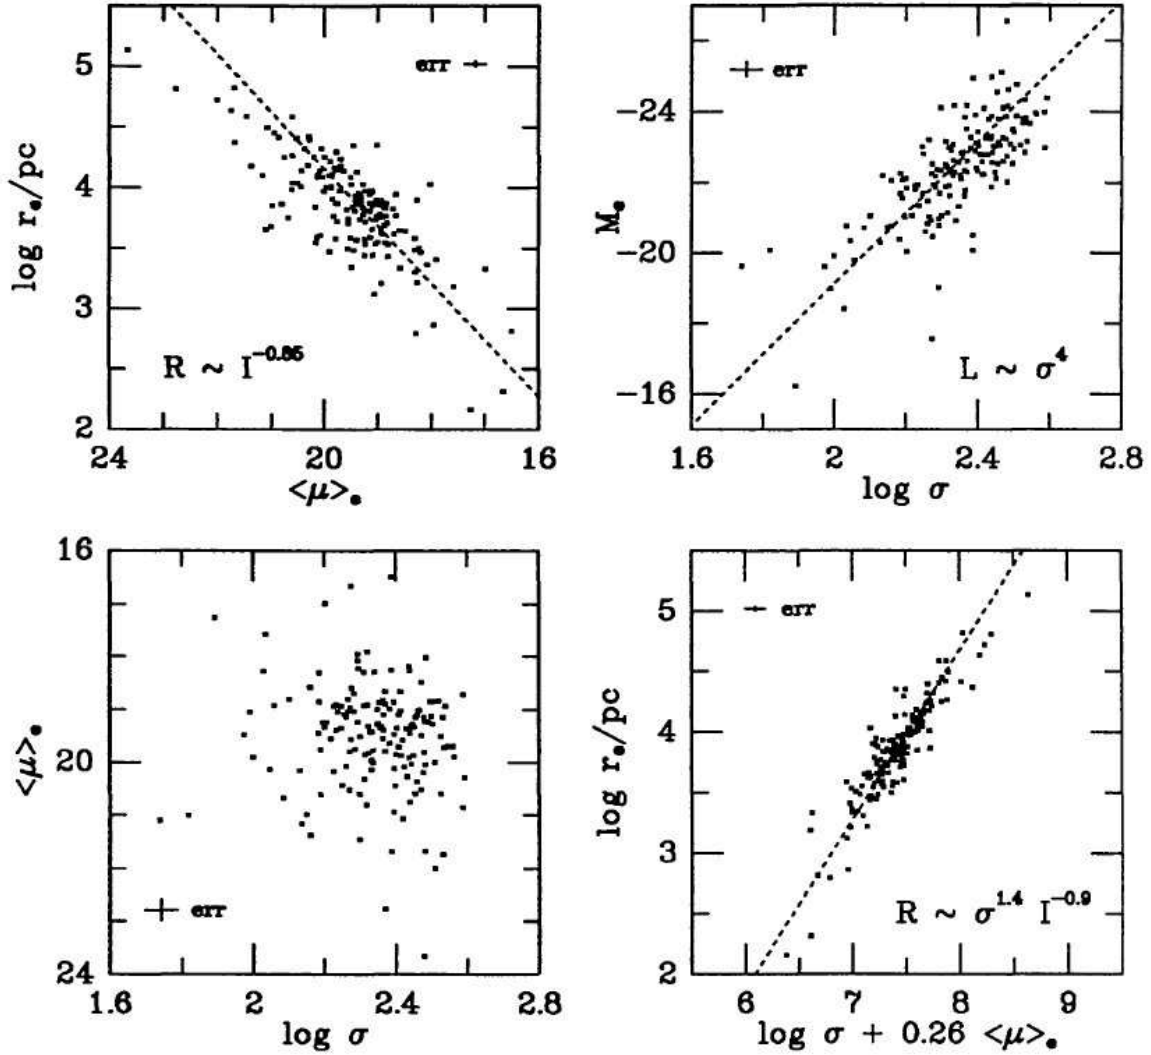 5
4
3
2
24 20 16
log r_e/pc
<μ>_e
err
R ~ I^-0.85
-24
-20
-16
1.6 2 2.4 2.8
M_e
log σ
err
L ~ σ^4
16
20
24
1.6 2 2.4 2.8
<μ>_e
log σ
err
5
4
3
2
6 7 8 9
log r_e/pc
log σ + 0.26 <μ>_e
err
R ~ σ^1.4 I^-0.9